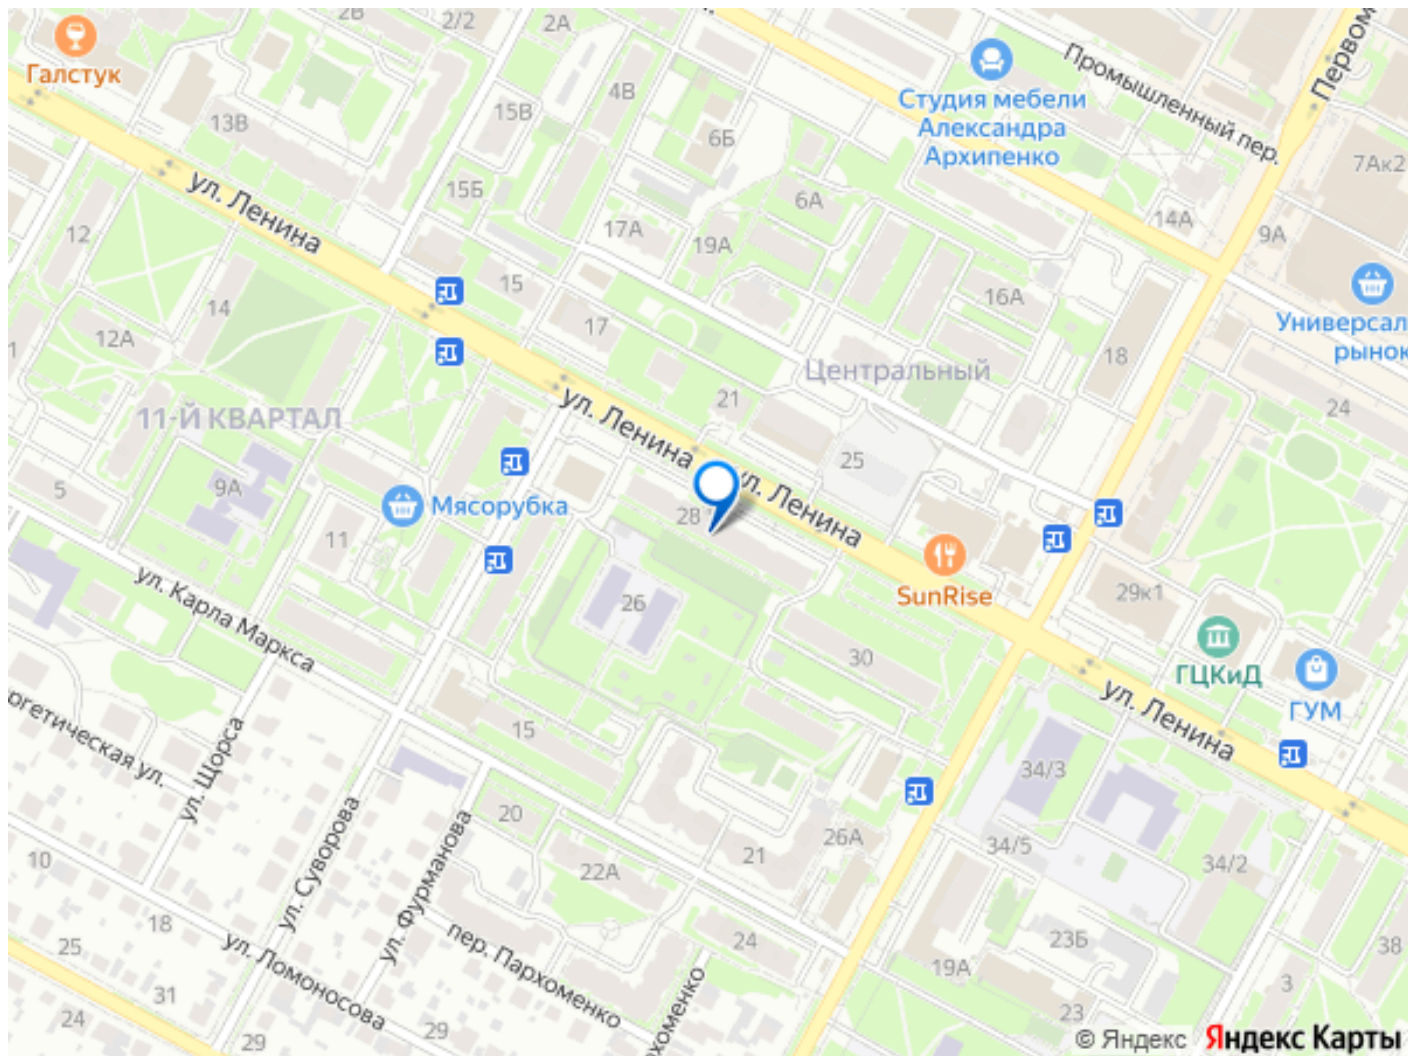 2В
2/2
2А
Галстук
4В
15В
13В
6Б
Студия мебели
Александра
Архипенко
Промышленный пер.
Первом
7Ак2
ул. Ленина
15Б
6А
14А
9А
12
17А
19А
15
14
17
16А
Универсал
рынок
12А
1
18
Центральный
11-Й КВАРТАЛ
21
ул. Ленина
24
25
5
9А
Мясорубка
28
ул. Ленина
11
SunRise
29к1
ул. Карла Маркса
26
30
ГЦКиД
ГУМ
ул. Ленина
ергетическая ул.
ул. Щорса
15
34/3
20
26А
21
34/5
34/2
10
22А
ул. Суворова
ул. Фурманова
18
25
ул. Ломоносова
пер. Пархоменко
24
23Б
38
19А
31
3
24
29
29
хоменко
23
© Яндекс Яндекс Карты